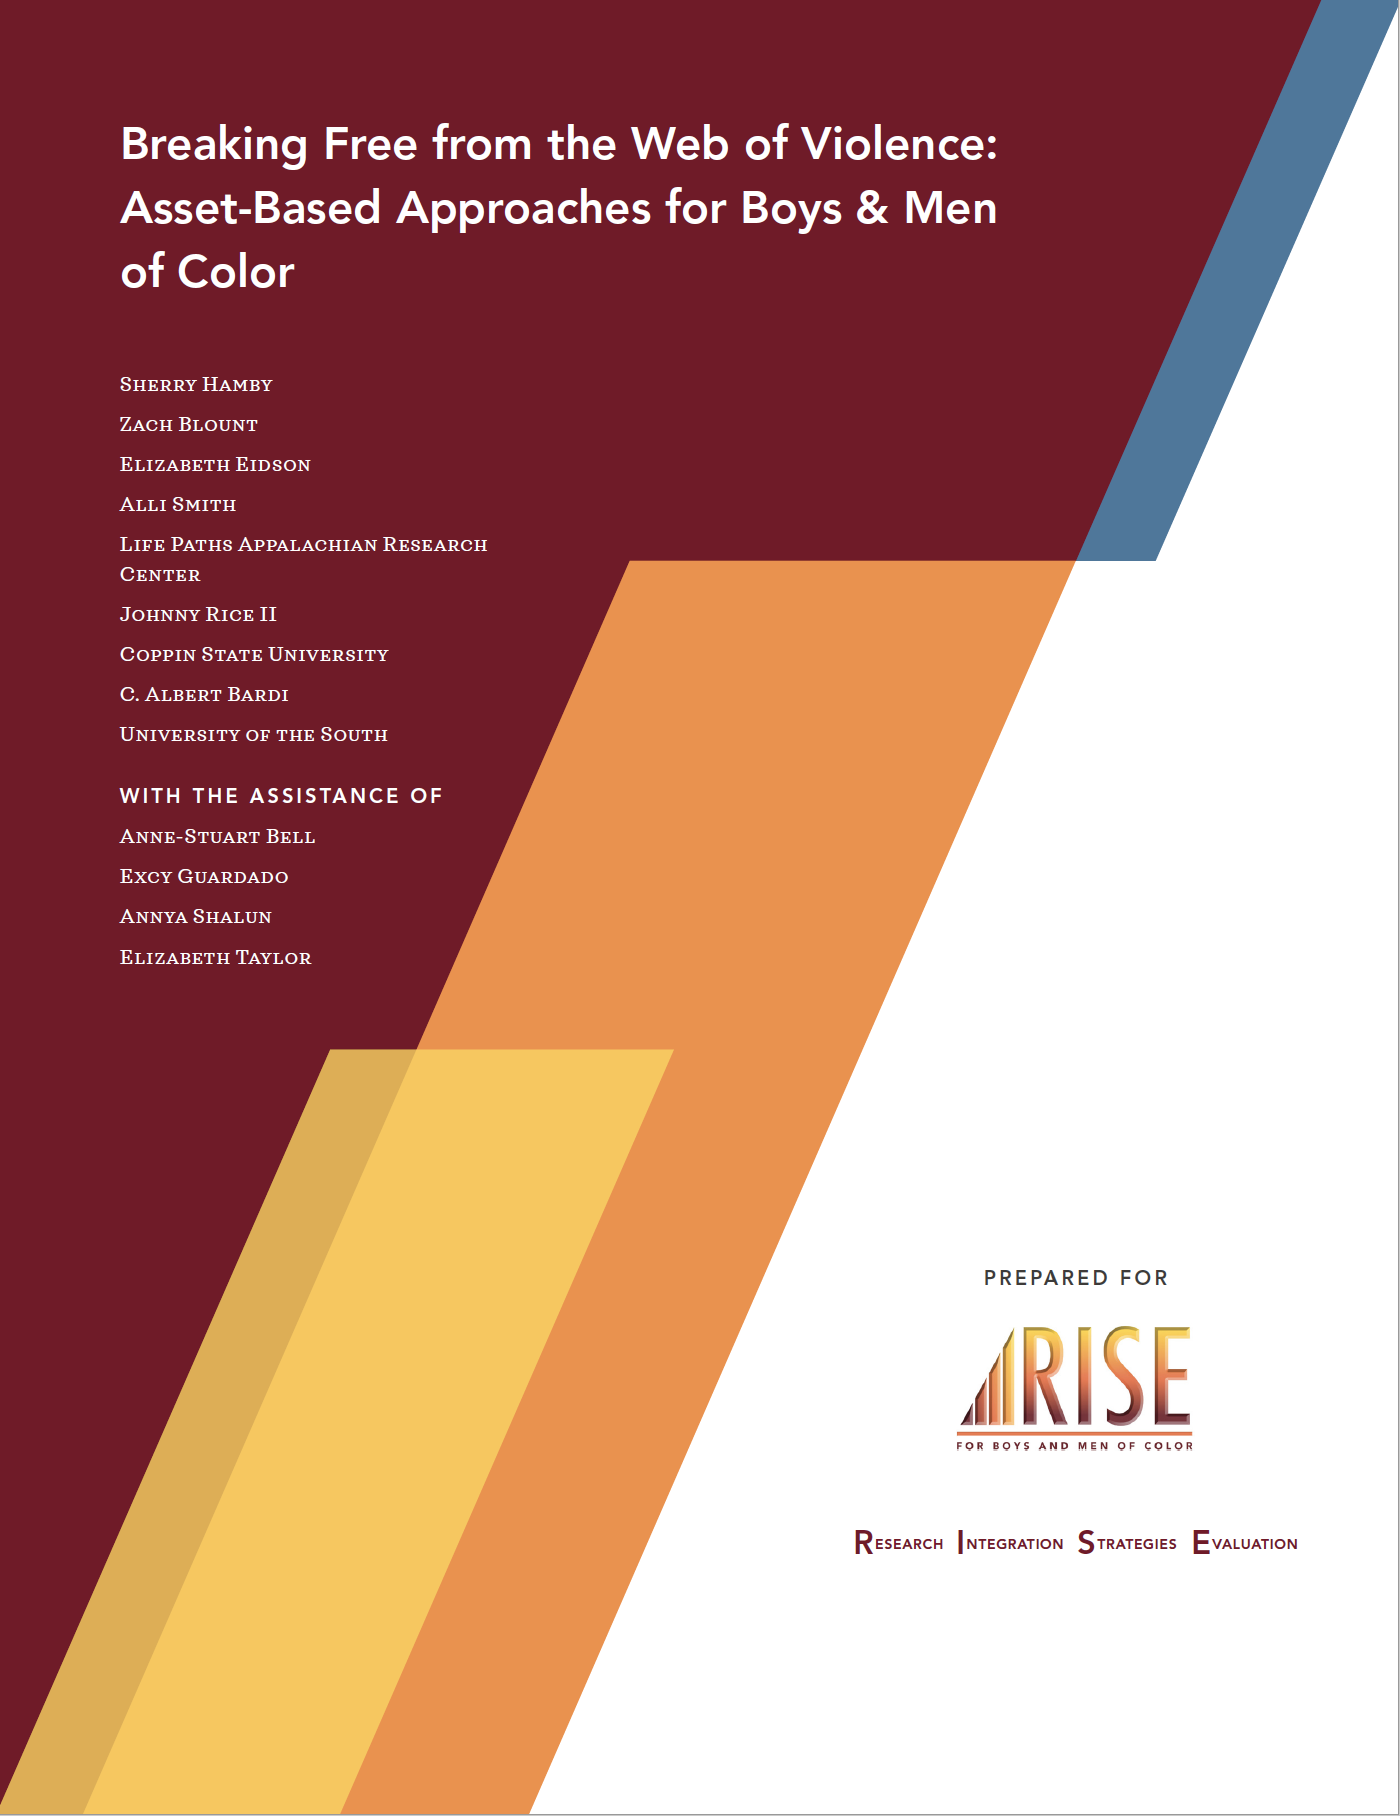 Breaking Free from the Web of Violence:
Asset-Based Approaches for Boys & Men
of Color
Sherry Hamby
Zach Blount
Elizabeth Eidson
Alli Smith
Life Paths Appalachian Research
Center
Johnny Rice II
Coppin State University
C. Albert Bardi
University of the South
WITH THE ASSISTANCE OF
Anne-Stuart Bell
Excy Guardado
Annya Shalun
Elizabeth Taylor
PREPARED FOR
RISE
FOR BOYS AND MEN OF COLOR
Research Integration Strategies Evaluation